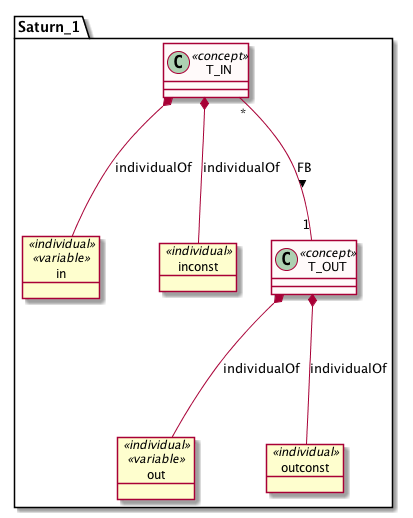 Saturn_1
C
«concept»
T_IN
*
individualOf
individualOf
FB
1
«individual»
«variable»
in
«individual»
inconst
C
«concept»
T_OUT
individualOf
individualOf
«individual»
«variable»
out
«individual»
outconst